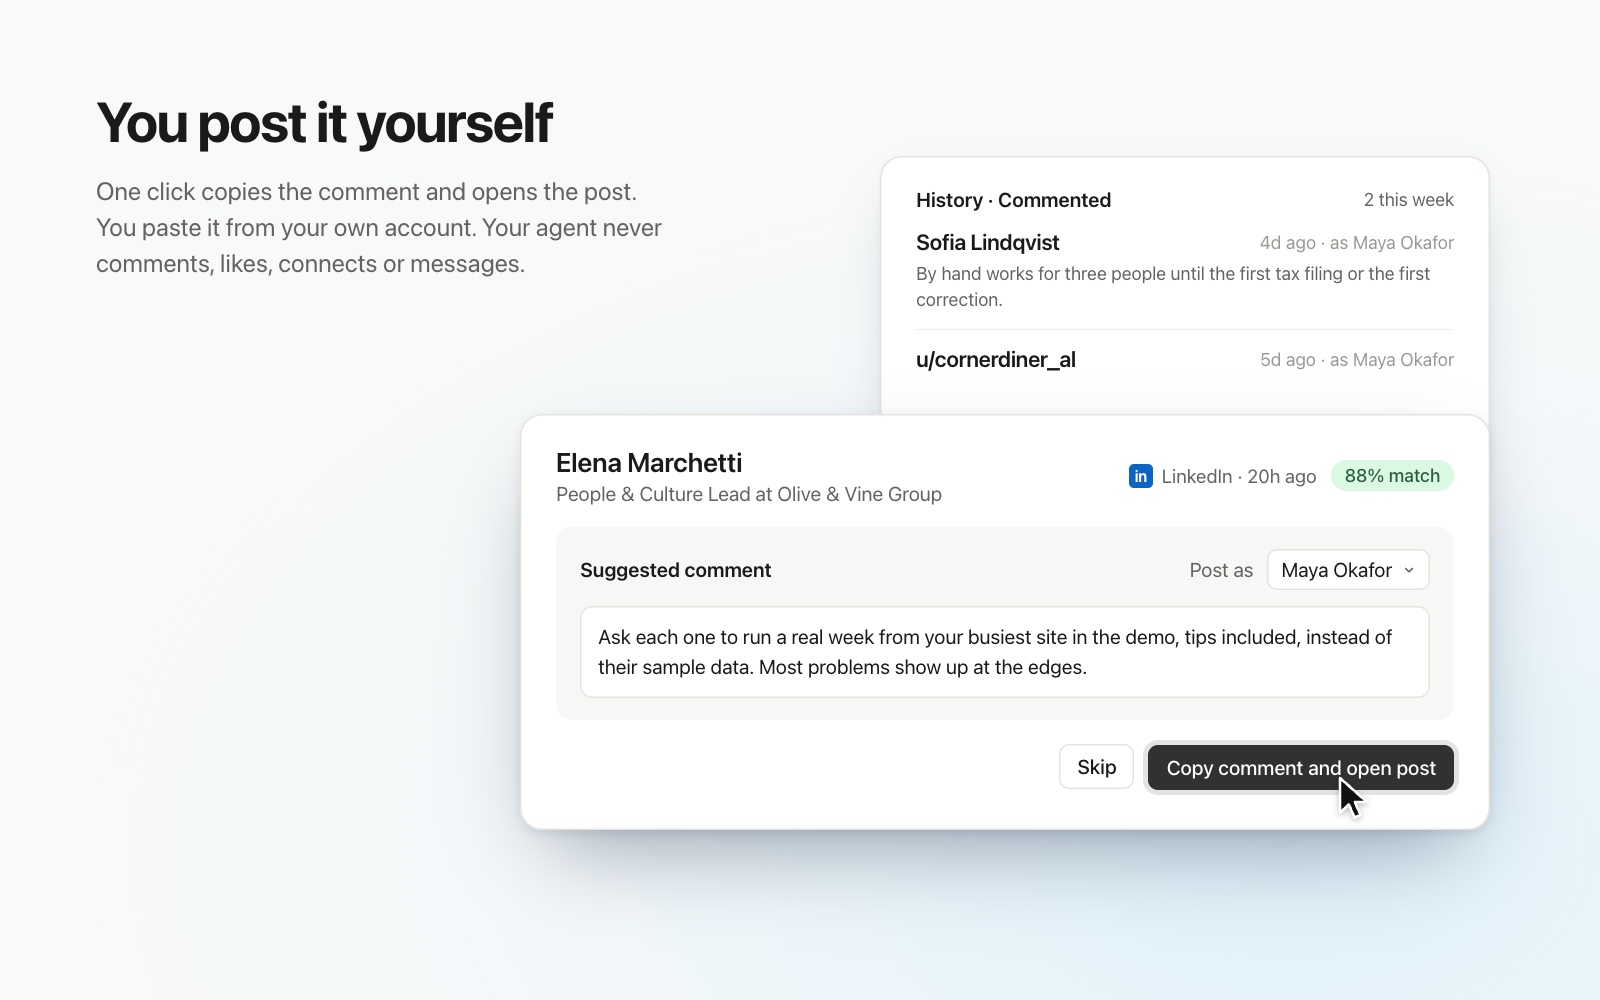 You post it yourself
One click copies the comment and opens the post.
You paste it from your own account. Your agent never
comments, likes, connects or messages.
History · Commented
2 this week
Sofia Lindqvist
4d ago · as Maya Okafor
By hand works for three people until the first tax filing or the first
correction.
u/cornerdiner_al
5d ago · as Maya Okafor
Elena Marchetti
People & Culture Lead at Olive & Vine Group
in LinkedIn · 20h ago
88% match
Suggested comment
Post as
Maya Okafor
Ask each one to run a real week from your busiest site in the demo, tips included, instead of
their sample data. Most problems show up at the edges.
Skip
Copy comment and open post